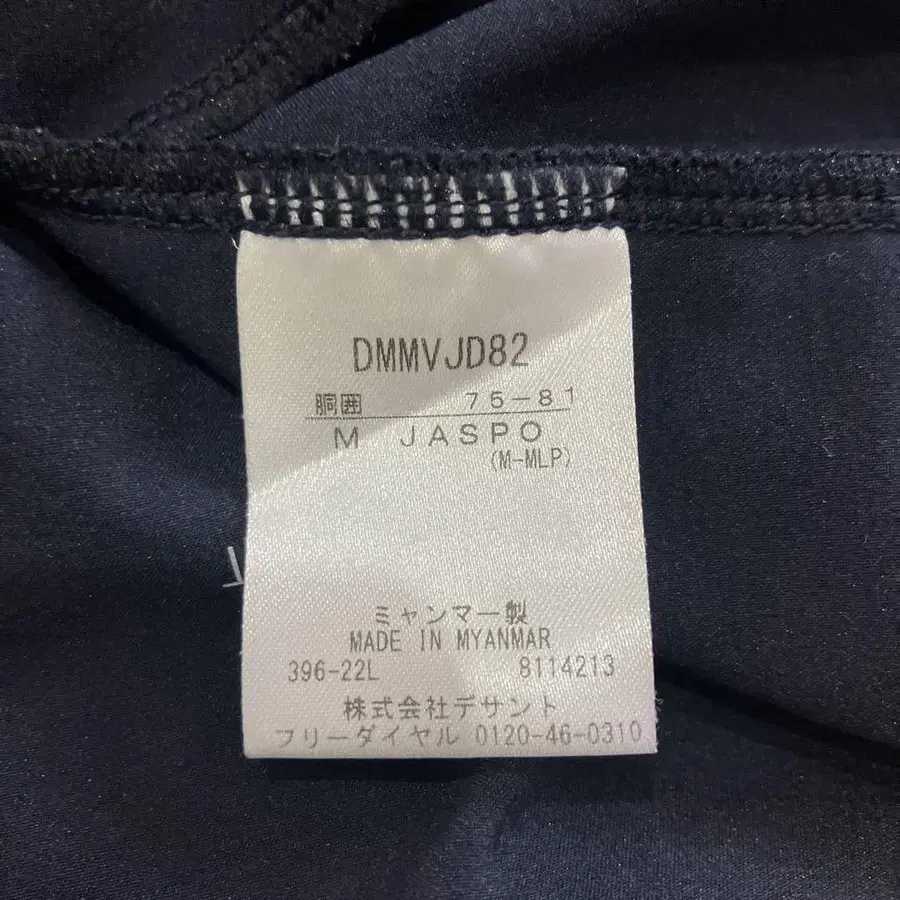 DMMVJD82
胴囲 75-81
M JASPO
(M-MLP)
ミャンマー製
MADE IN MYANMAR
396-22L 8114213
株式会社デサント
フリーダイヤル 0120-46-0310